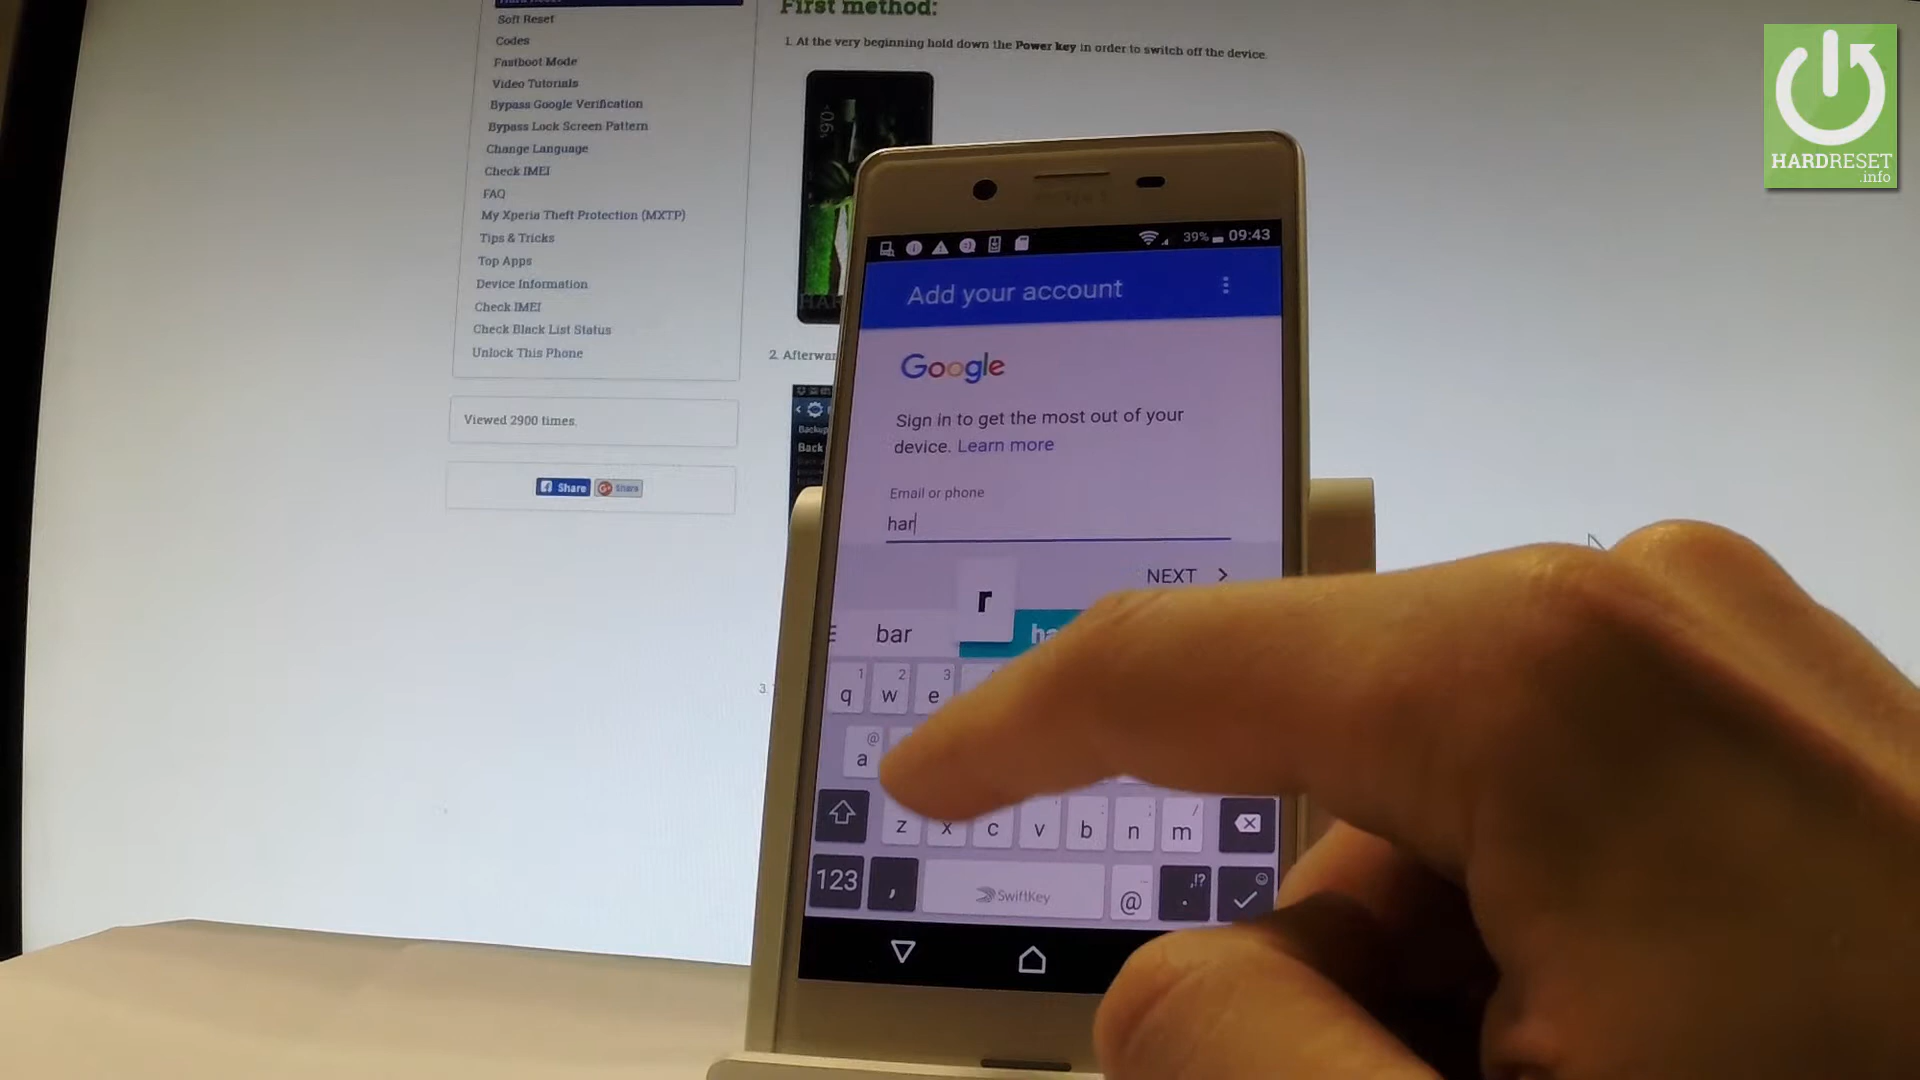 Soft Reset
Codes
Fastboot Mode
Video Tutorials
Bypass Google Verification
Bypass Lock Screen Pattern
Change Language
Check IMEI
FAQ
My Xperia Theft Protection (MXTP)
Tips & Tricks
Top Apps
Device Information
Check IMEI
Check Black List Status
Unlock This Phone
Viewed 2900 times.
Share
Share
First method:
1. At the very beginning hold down the Power key in order to switch off the device.
2.
Back
3.
HARDRESET
.info
39% 09:43
Add your account
Google
Sign in to get the most out of your
device. Learn more
Email or phone
har
NEXT
r
bar
1 2 3
q w e
@
a
z x c v b n m
123 , SwiftKey @ .
,!?